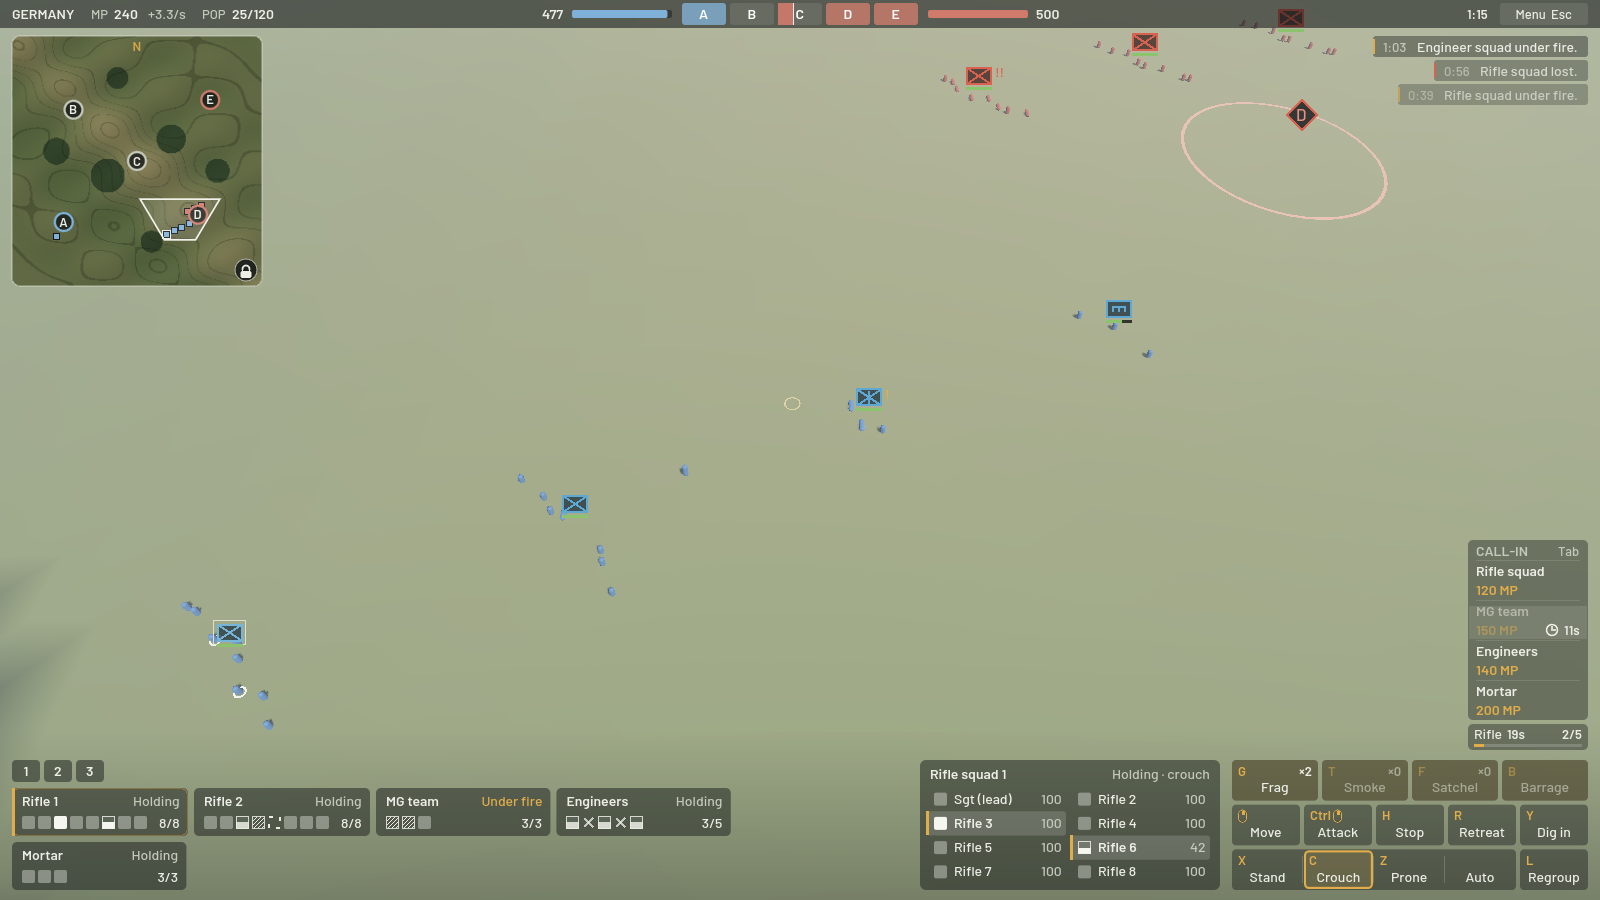 GERMANY MP 240 +3.3/s POP 25/120
477 A B C D E 500
1:15 Menu Esc
1:03 Engineer squad under fire.
0:56 Rifle squad lost.
0:39 Rifle squad under fire.
N
B
E
C
A
D
!!
D
E
CALL-IN Tab
Rifle squad
120 MP
MG team
150 MP 11s
Engineers
140 MP
Mortar
200 MP
Rifle 19s 2/5
1 2 3
Rifle 1 Holding
8/8
Rifle 2 Holding
8/8
MG team Under fire
3/3
Engineers Holding
3/5
Mortar Holding
3/3
Rifle squad 1 Holding · crouch
Sgt (lead) 100 Rifle 2 100
Rifle 3 100 Rifle 4 100
Rifle 5 100 Rifle 6 42
Rifle 7 100 Rifle 8 100
G ×2 T ×0 F ×0 B
Frag Smoke Satchel Barrage
Ctrl H R Y
Move Attack Stop Retreat Dig in
X C Z L
Stand Crouch Prone Auto Regroup